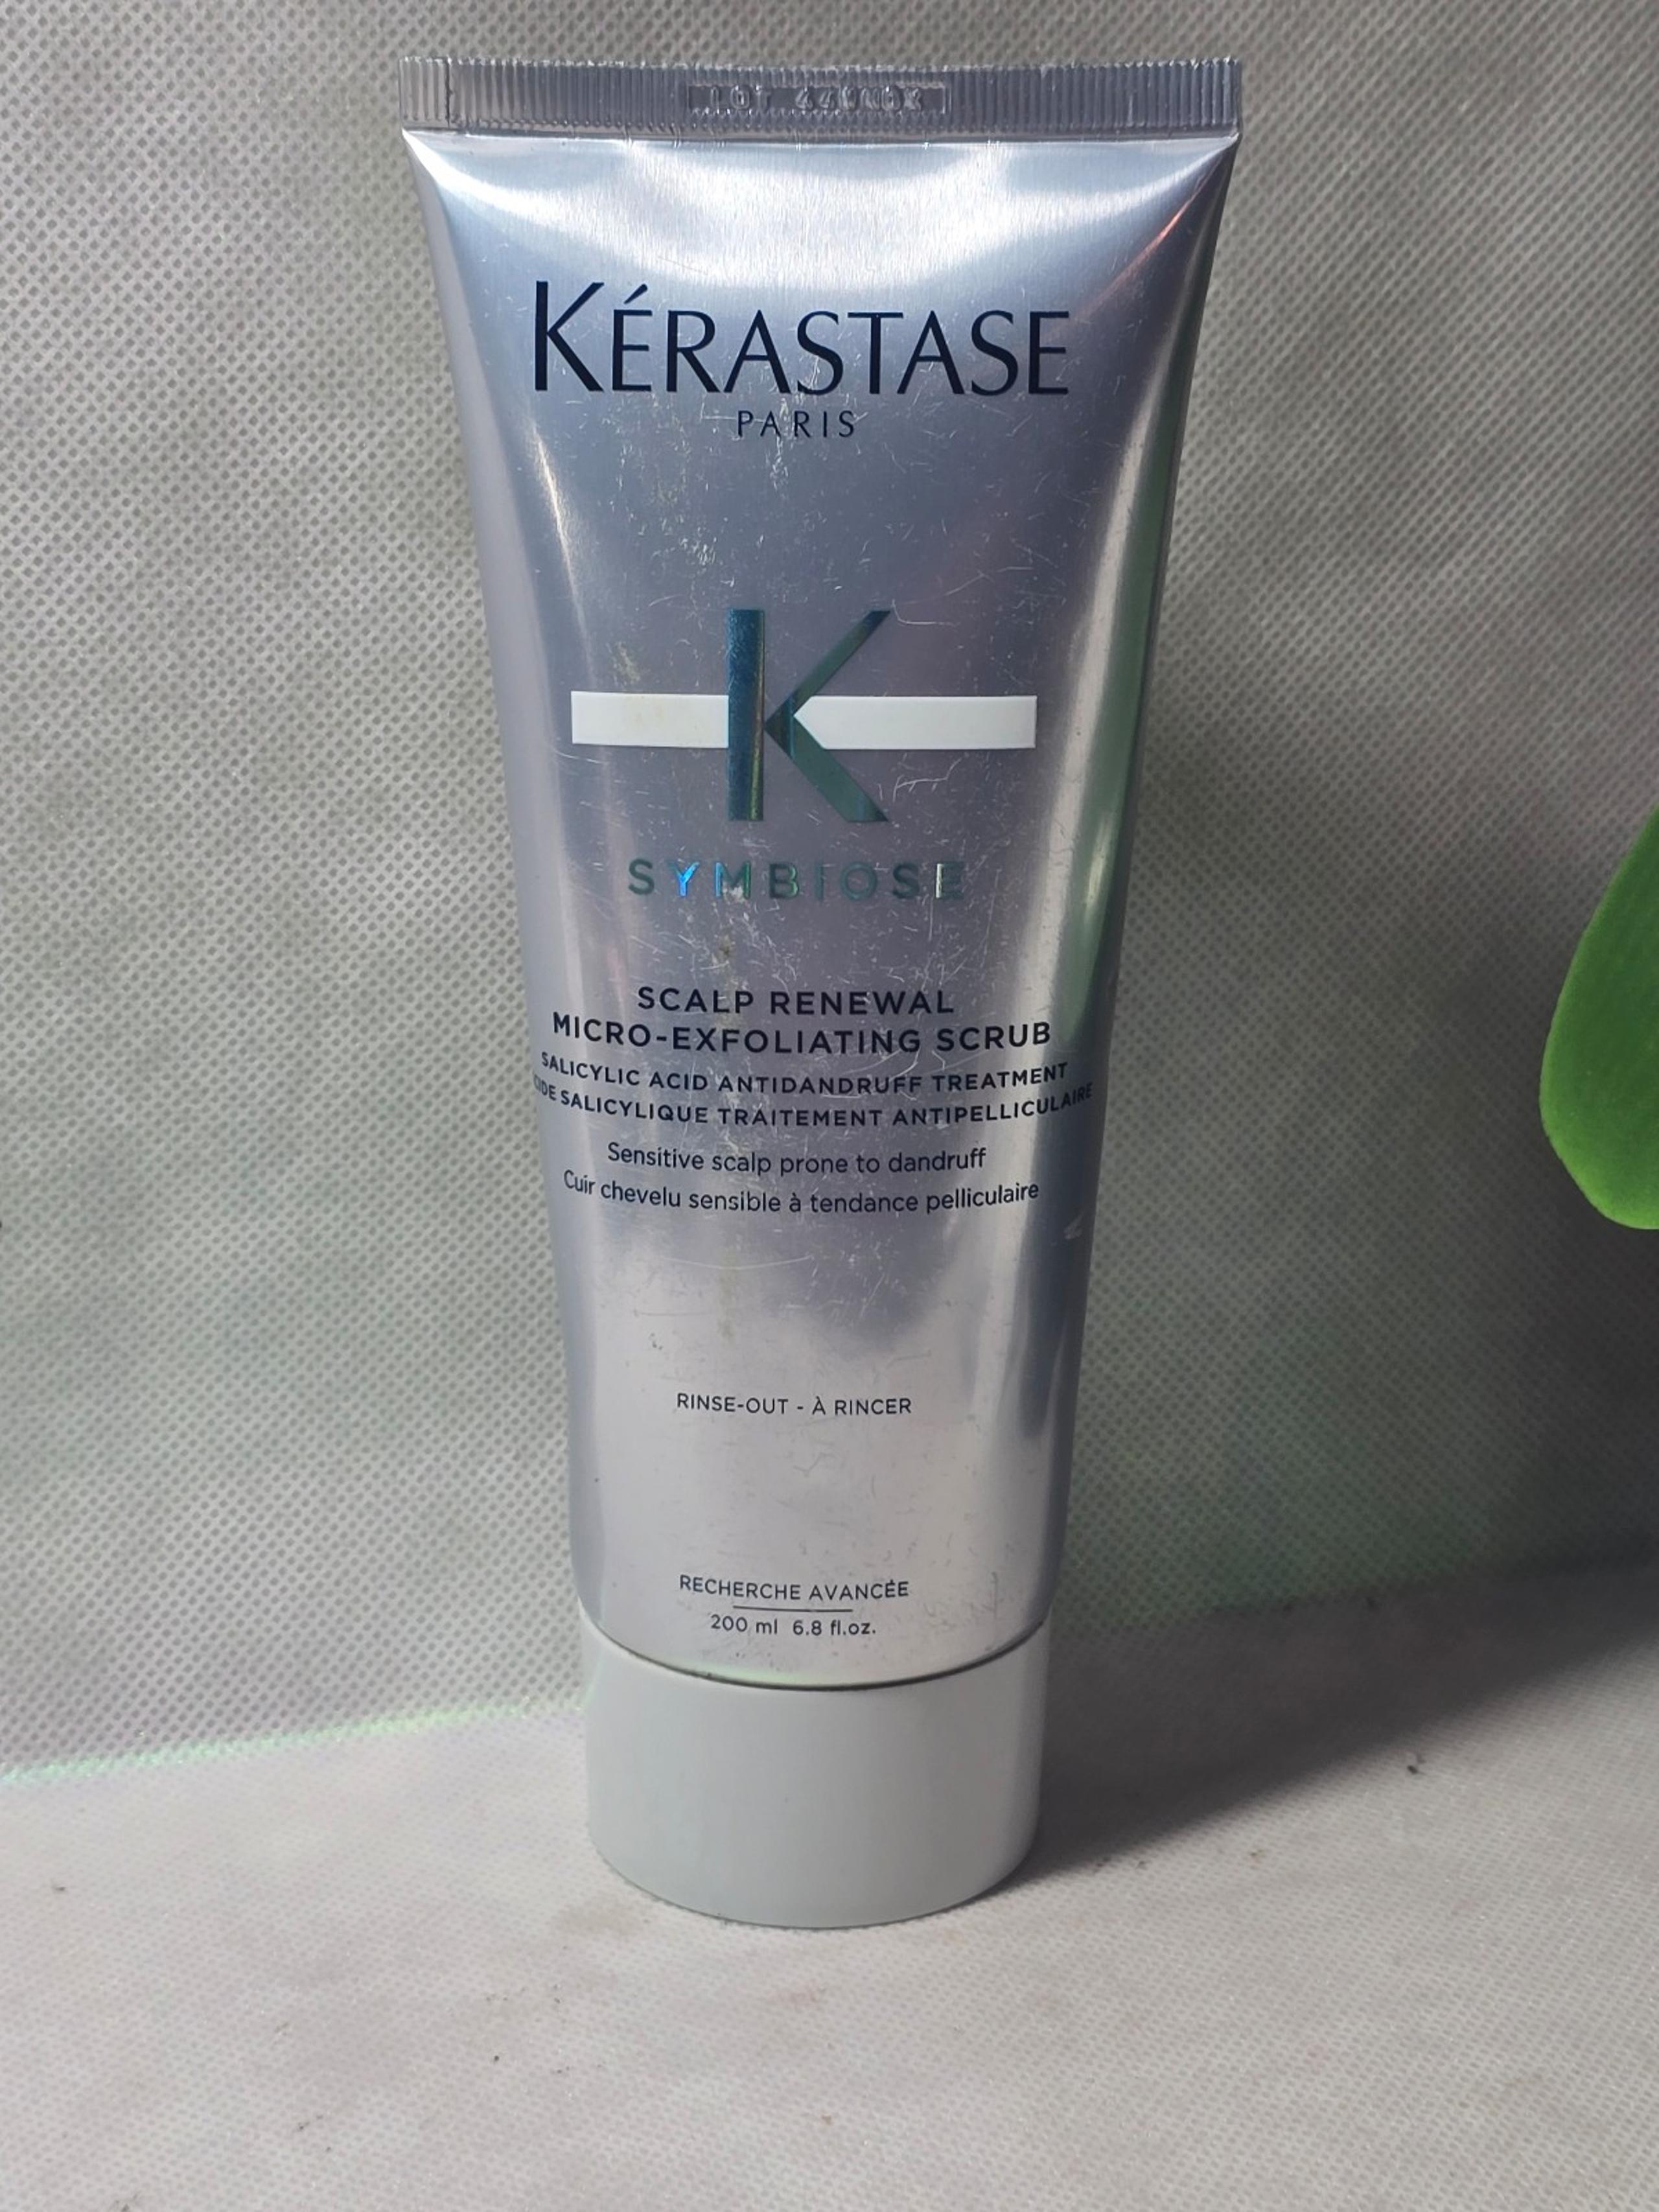 KÉRASTASE
PARIS
K
SYMBIOSE
SCALP RENEWAL
MICRO-EXFOLIATING SCRUB
SALICYLIC ACID ANTIDANDRUFF TREATMENT
SALICYLIQUE TRAITEMENT ANTIPELLICULAIRE
Sensitive scalp prone to dandruff
Cuir chevelu sensible à tendance pelliculaire
RINSE-OUT - À RINCER
RECHERCHE AVANCÉE
200 ml 6.8 fl.oz.